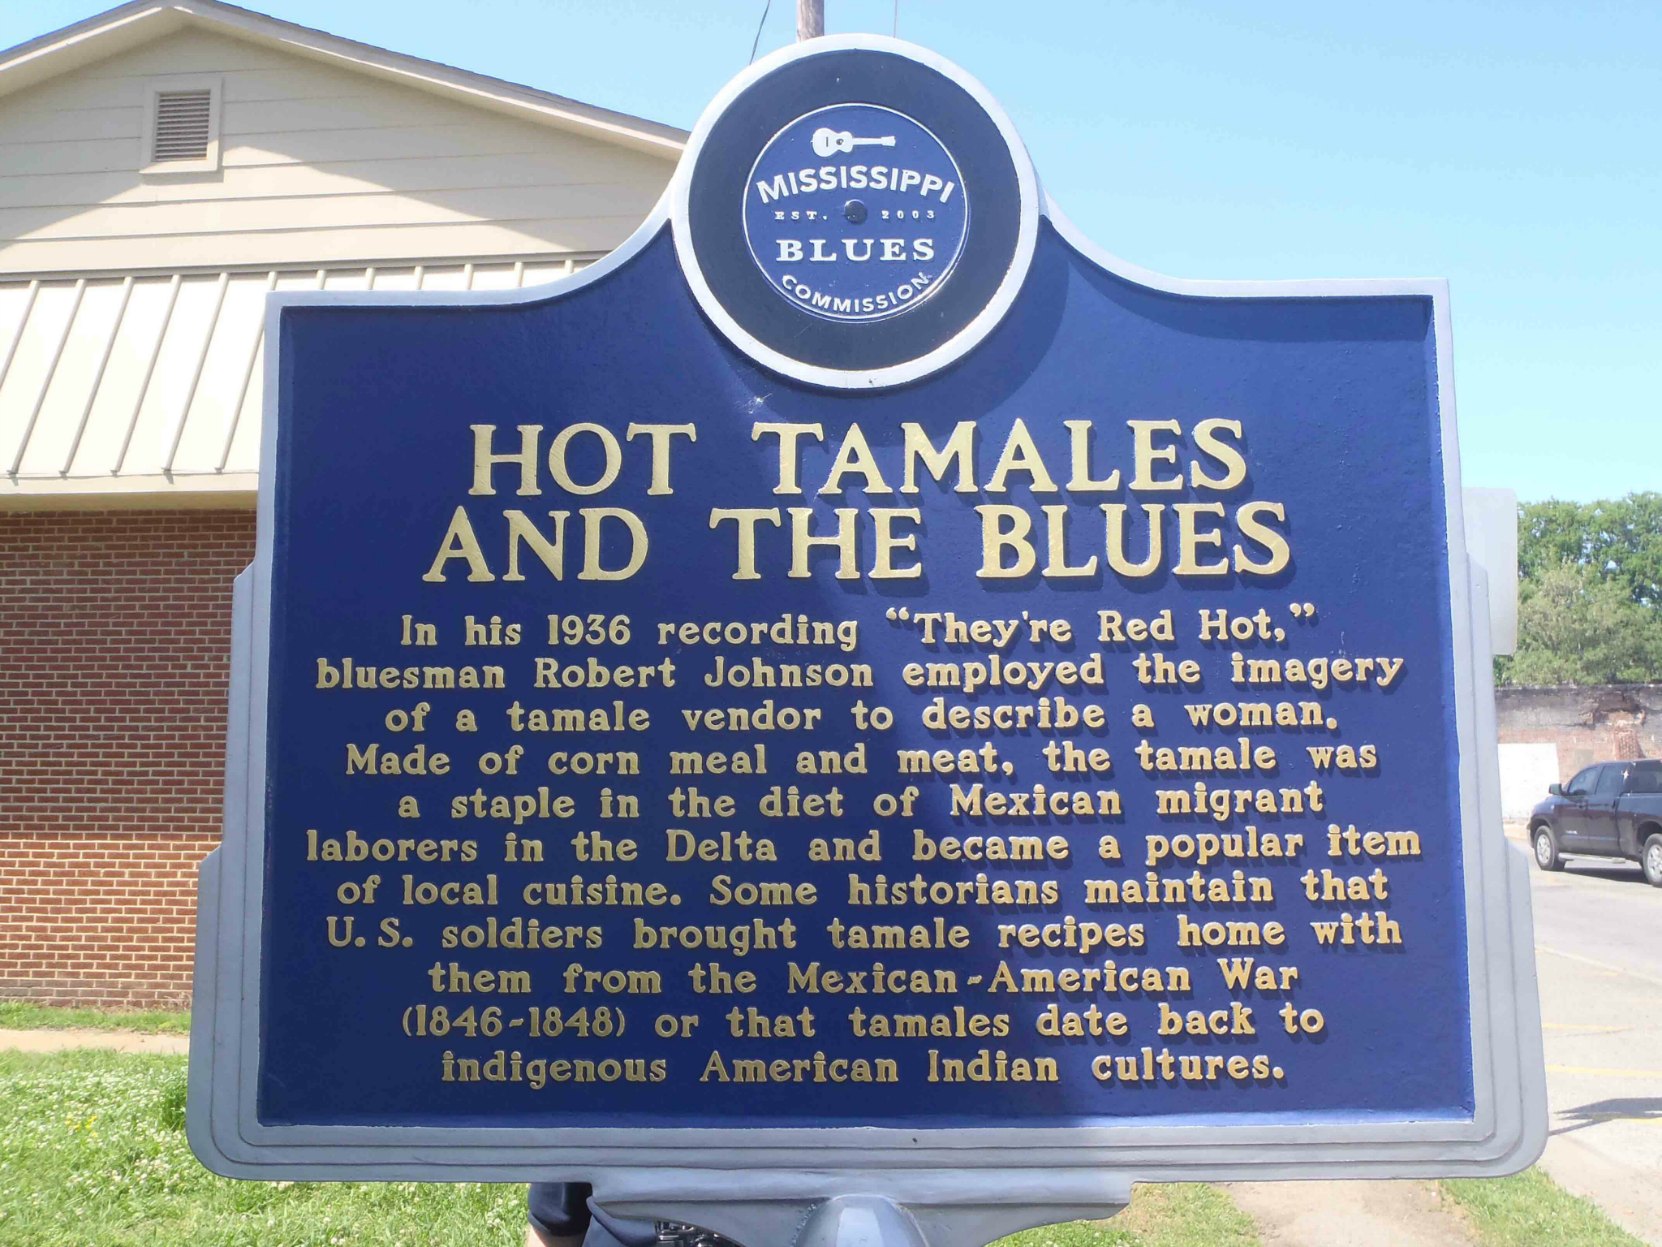 MISSISSIPPI
EST. 2003
BLUES
COMMISSION
HOT TAMALES
AND THE BLUES
In his 1936 recording “They're Red Hot,”
bluesman Robert Johnson employed the imagery
of a tamale vendor to describe a woman.
Made of corn meal and meat, the tamale was
a staple in the diet of Mexican migrant
laborers in the Delta and became a popular item
of local cuisine. Some historians maintain that
U.S. soldiers brought tamale recipes home with
them from the Mexican-American War
(1846-1848) or that tamales date back to
indigenous American Indian cultures.